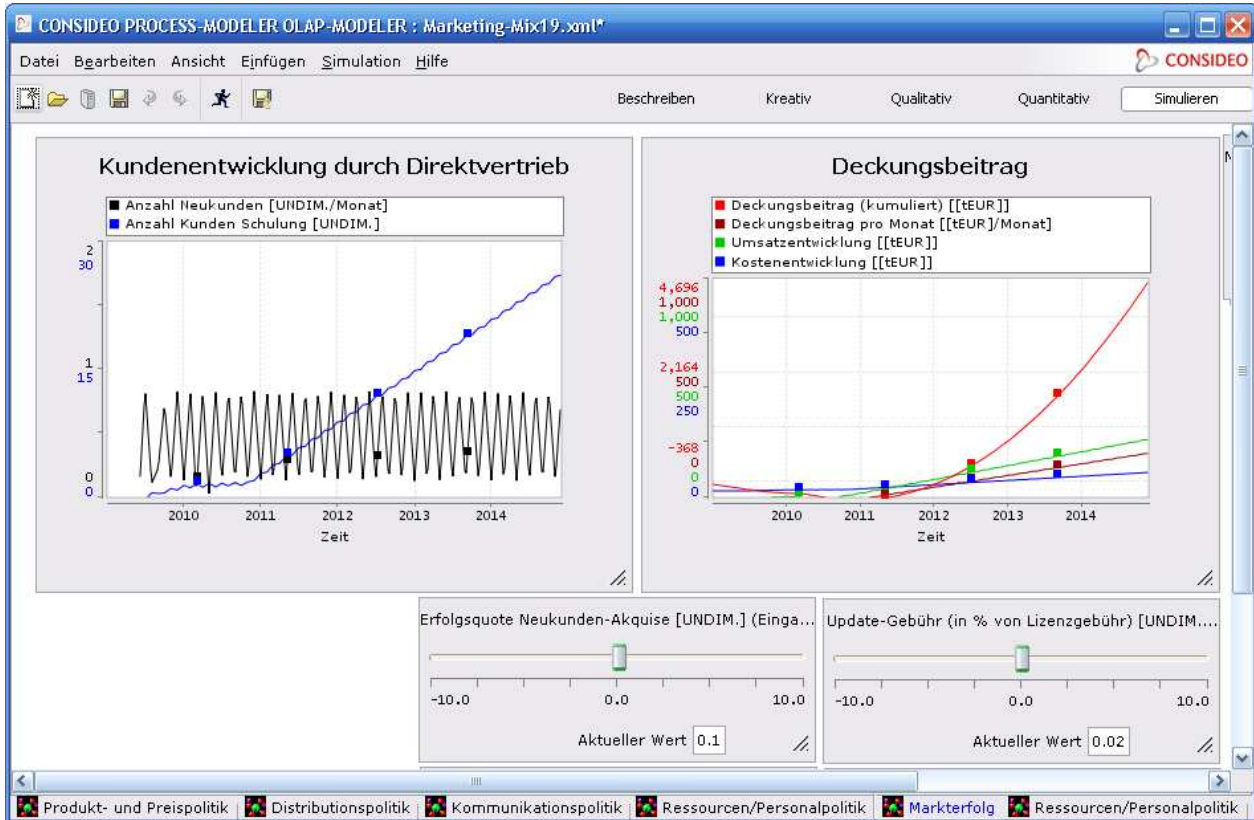 CONSIDEO PROCESS-MODELER OLAP-MODELER : Marketing-Mix19.xml*
Datei Bearbeiten Ansicht Einfügen Simulation Hilfe
CONSIDEO
Beschreiben Kreativ Qualitativ Quantitativ Simulieren
Kundenentwicklung durch Direktvertrieb
Anzahl Neukunden [UNDIM./Monat]
Anzahl Kunden Schulung [UNDIM.]
2
30
1
15
0
0
2010 2011 2012 2013 2014
Zeit
Deckungsbeitrag
Deckungsbeitrag (kumuliert) [[tEUR]]
Deckungsbeitrag pro Monat [[tEUR]/Monat]
Umsatzentwicklung [[tEUR]]
Kostenentwicklung [[tEUR]]
4,696
1,000
1,000
500
2,164
500
500
250
-368
0
0
0
2010 2011 2012 2013 2014
Zeit
Erfolgsquote Neukunden-Akquise [UNDIM.] (Einga...
-10.0 0.0 10.0
Aktueller Wert 0.1
Update-Gebühr (in % von Lizenzgebühr) [UNDIM....
-10.0 0.0 10.0
Aktueller Wert 0.02
Produkt- und Preispolitik Distributionspolitik Kommunikationspolitik Ressourcen/Personalpolitik Markterfolg Ressourcen/Personalpolitik